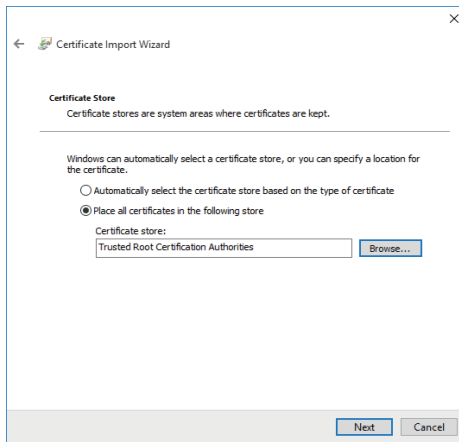 Certificate Import Wizard
Certificate Store
Certificate stores are system areas where certificates are kept.
Windows can automatically select a certificate store, or you can specify a location for
the certificate.
Automatically select the certificate store based on the type of certificate
Place all certificates in the following store
Certificate store:
Trusted Root Certification Authorities
Browse...
Next
Cancel